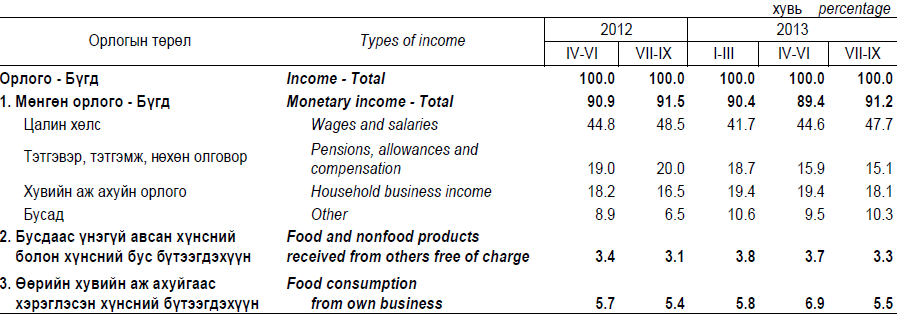 хувь percentage
Орлогын төрөл Types of income 2012 2013
IV-VI VII-IX I-III IV-VI VII-IX
Орлого - Бүгд Income - Total 100.0 100.0 100.0 100.0 100.0
1. Мөнгөн орлого - Бүгд Monetary income - Total 90.9 91.5 90.4 89.4 91.2
Цалин хөлс Wages and salaries 44.8 48.5 41.7 44.6 47.7
Тэтгэвэр, тэтгэмж, нөхөн олговор Pensions, allowances and
compensation 19.0 20.0 18.7 15.9 15.1
Хувийн аж ахуйн орлого Household business income 18.2 16.5 19.4 19.4 18.1
Бусад Other 8.9 6.5 10.6 9.5 10.3
2. Бусдаас үнэгүй авсан хүнсний Food and nonfood products
болон хүнсний бус бүтээгдэхүүн received from others free of charge 3.4 3.1 3.8 3.7 3.3
3. Өөрийн хувийн аж ахуйгаас Food consumption
хэрэглэсэн хүнсний бүтээгдэхүүн from own business 5.7 5.4 5.8 6.9 5.5